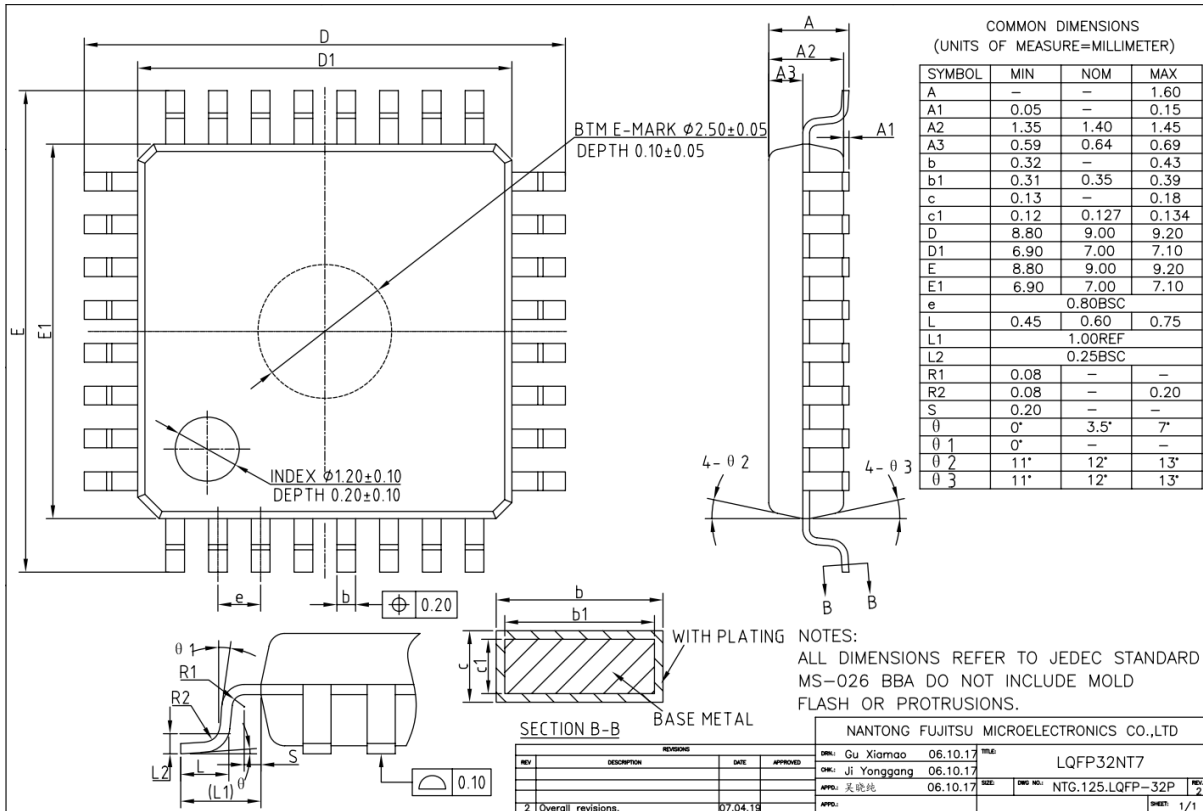 D
D1
E
E1
BTM E-MARK Ø2.50±0.05
DEPTH 0.10±0.05
INDEX Ø1.20±0.10
DEPTH 0.20±0.10
e
b
0.20
A
A2
A3
A1
4-θ2
4-θ3
B
B
COMMON DIMENSIONS
(UNITS OF MEASURE=MILLIMETER)
SYMBOL MIN NOM MAX
A – – 1.60
A1 0.05 – 0.15
A2 1.35 1.40 1.45
A3 0.59 0.64 0.69
b 0.32 – 0.43
b1 0.31 0.35 0.39
c 0.13 – 0.18
c1 0.12 0.127 0.134
D 8.80 9.00 9.20
D1 6.90 7.00 7.10
E 8.80 9.00 9.20
E1 6.90 7.00 7.10
e 0.80BSC
L 0.45 0.60 0.75
L1 1.00REF
L2 0.25BSC
R1 0.08 – –
R2 0.08 – 0.20
S 0.20 – –
θ 0° 3.5° 7°
θ1 0° – –
θ2 11° 12° 13°
θ3 11° 12° 13°
θ1
R1
R2
L2
L
(L1)
θ
S
0.10
b
b1
c
c1
WITH PLATING
BASE METAL
SECTION B-B
NOTES:
ALL DIMENSIONS REFER TO JEDEC STANDARD
MS-026 BBA DO NOT INCLUDE MOLD
FLASH OR PROTRUSIONS.
REVISIONS
REV DESCRIPTION DATE APPROVED
2 Overall revisions. 07.04.19
NANTONG FUJITSU MICROELECTRONICS CO.,LTD
DRN.: Gu Xiamao 06.10.17 TITLE: LQFP32NT7
CHK.: Ji Yonggang 06.10.17
APPD.: 吴晓纯 06.10.17 SIZE: DWG NO.: NTG.125.LQFP-32P REV. 2
APPD.: SHEET: 1/1